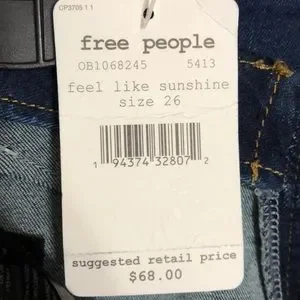 CP3705 1 1
free people
OB1068245 5413
feel like sunshine
size 26
1 94374 32807 2
suggested retail price
$68.00